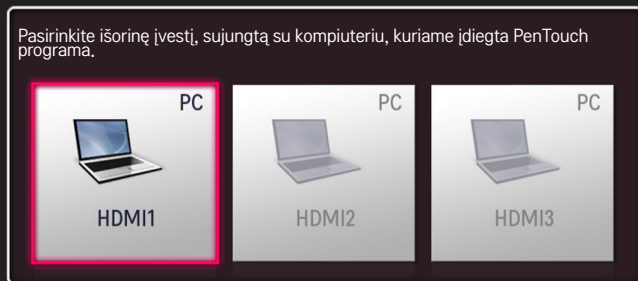 Pasirinkite išorinę įvestį, sujungtą su kompiuteriu, kuriame įdiegta PenTouch
programa.
PC
HDMI1
PC
HDMI2
PC
HDMI3